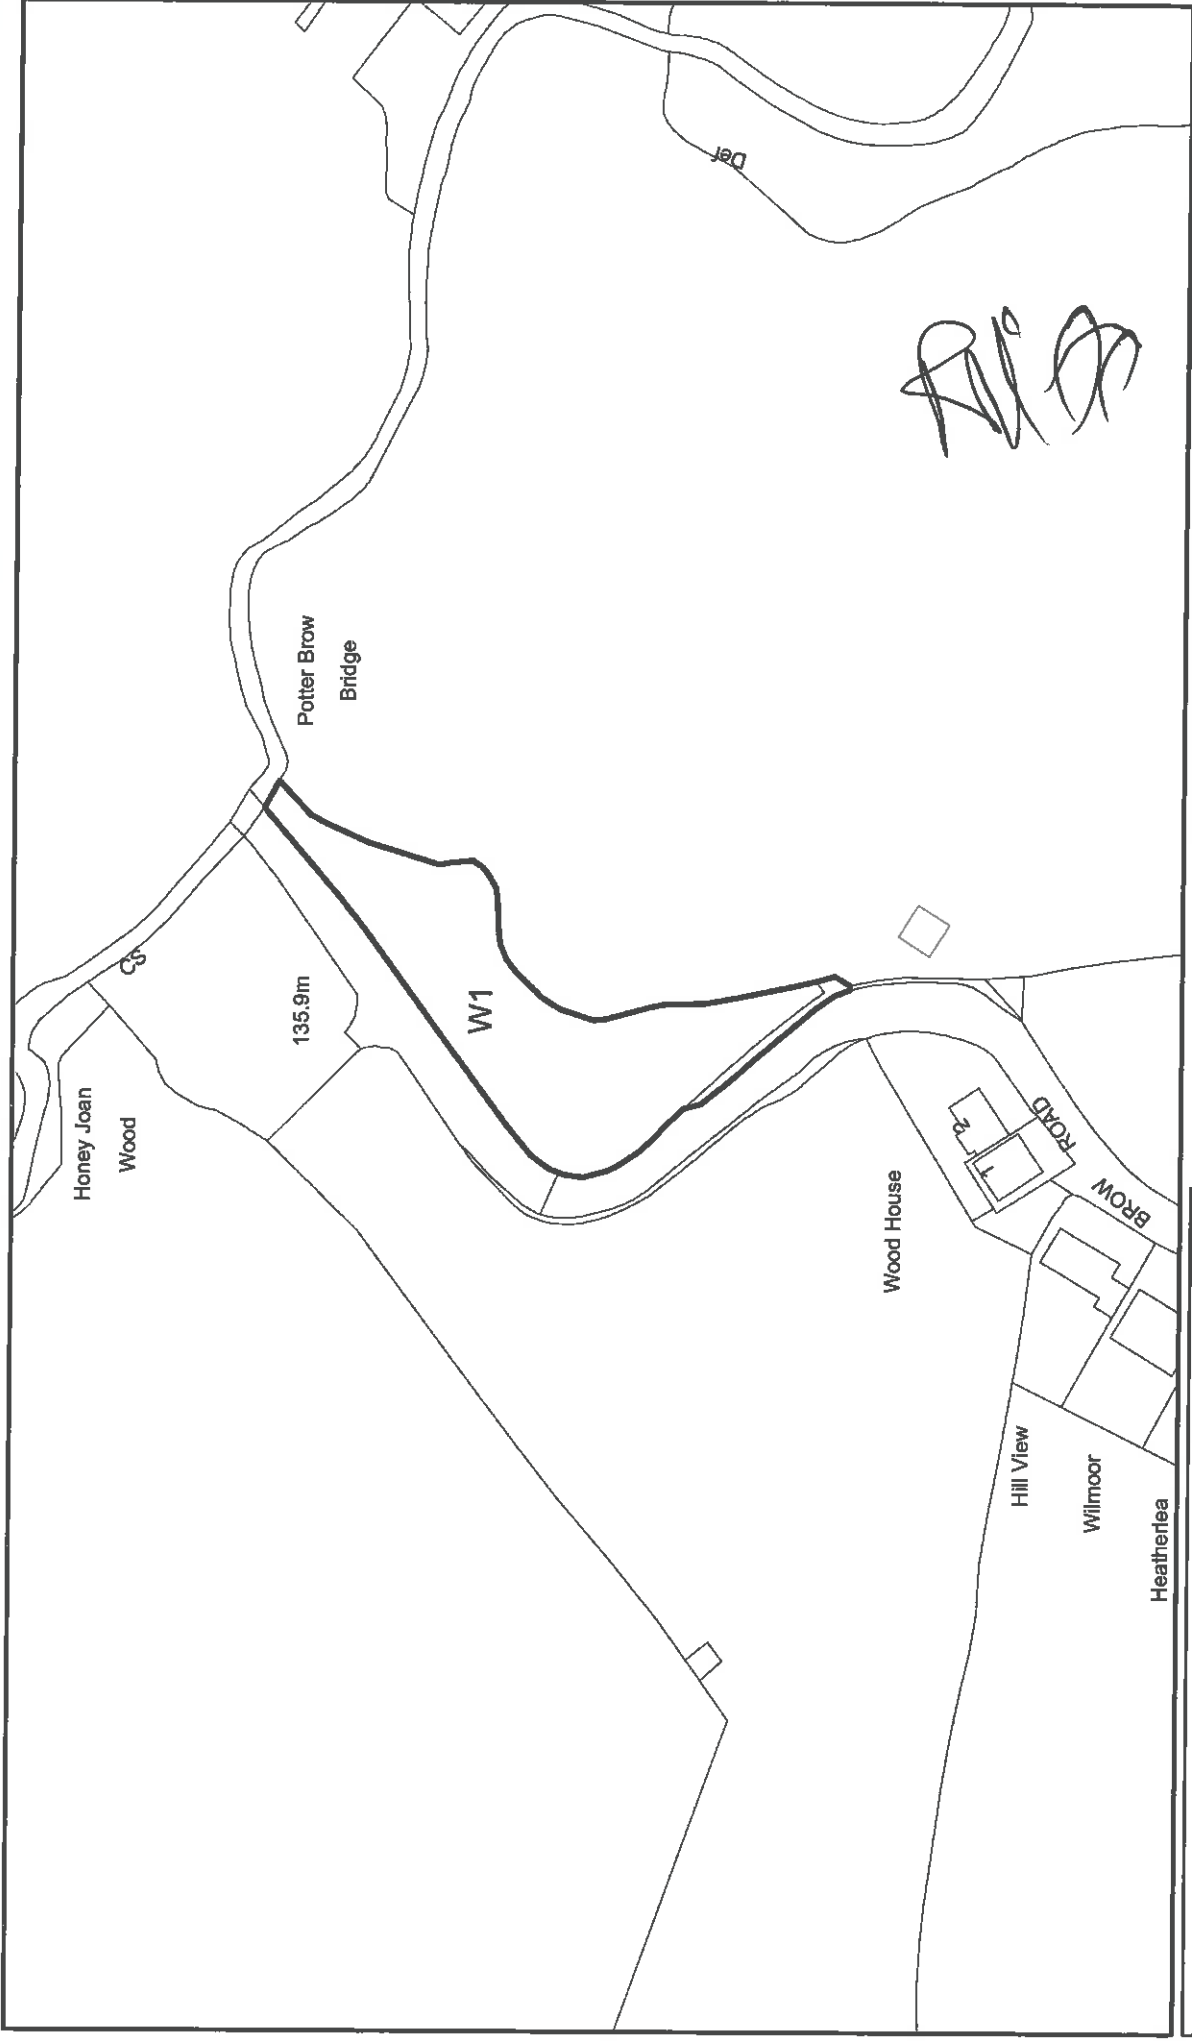 Honey Joan
Wood
CS
135.9m
Potter Brow
Bridge
W1
Def
Wood House
2
1
BROW ROAD
Hill View
Wilmoor
Heatherlea